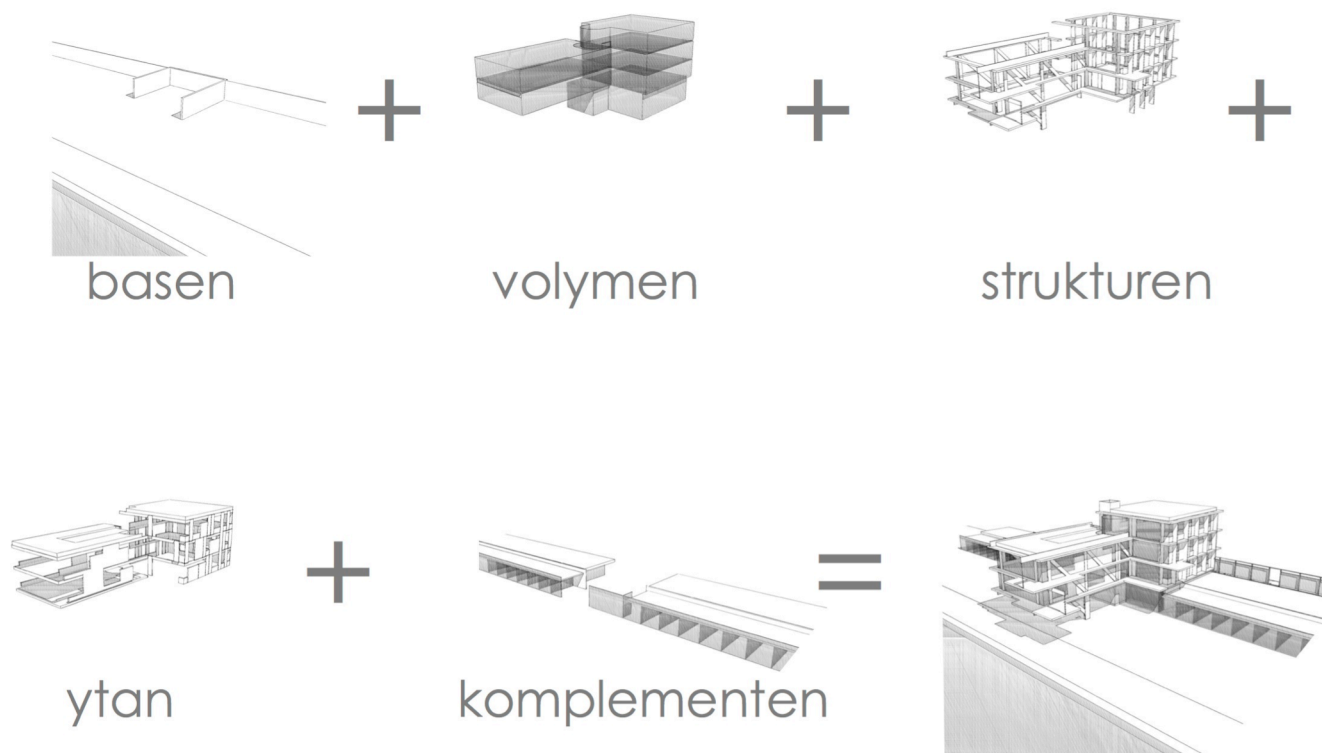 + + +
basen volymen strukturen
+ =
ytan komplementen